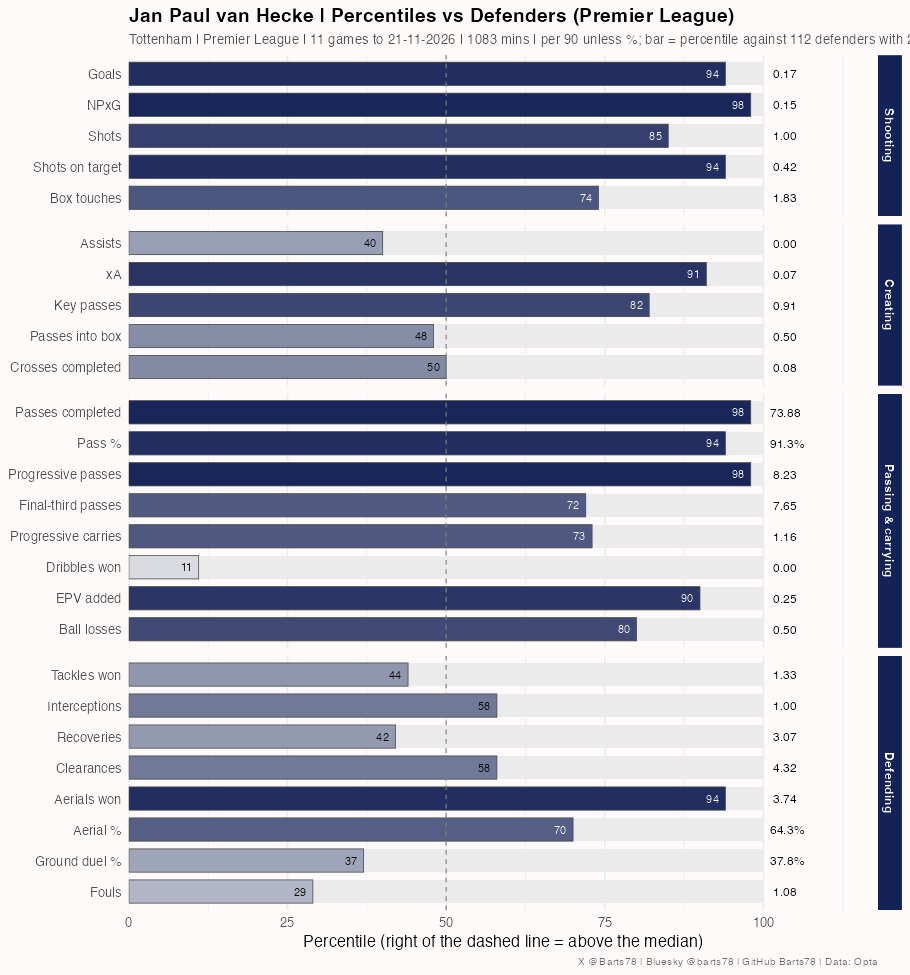 Jan Paul van Hecke | Percentiles vs Defenders (Premier League)
Tottenham | Premier League | 11 games to 21-11-2026 | 1083 mins | per 90 unless %; bar = percentile against 112 defenders with
Goals 94 0.17
NPxG 98 0.15
Shots 85 1.00
Shots on target 94 0.42
Box touches 74 1.83
Shooting
Assists 40 0.00
xA 91 0.07
Key passes 82 0.91
Passes into box 48 0.50
Crosses completed 50 0.08
Creating
Passes completed 98 73.88
Pass % 94 91.3%
Progressive passes 98 8.23
Final-third passes 72 7.65
Progressive carries 73 1.16
Dribbles won 11 0.00
EPV added 90 0.25
Ball losses 80 0.50
Passing & carrying
Tackles won 44 1.33
Interceptions 58 1.00
Recoveries 42 3.07
Clearances 58 4.32
Aerials won 94 3.74
Aerial % 70 64.3%
Ground duel % 37 37.8%
Fouls 29 1.08
Defending
0 25 50 75 100
Percentile (right of the dashed line = above the median)
X @Barts78 | Bluesky @barts78 | GitHub Barts78 | Data: Opta